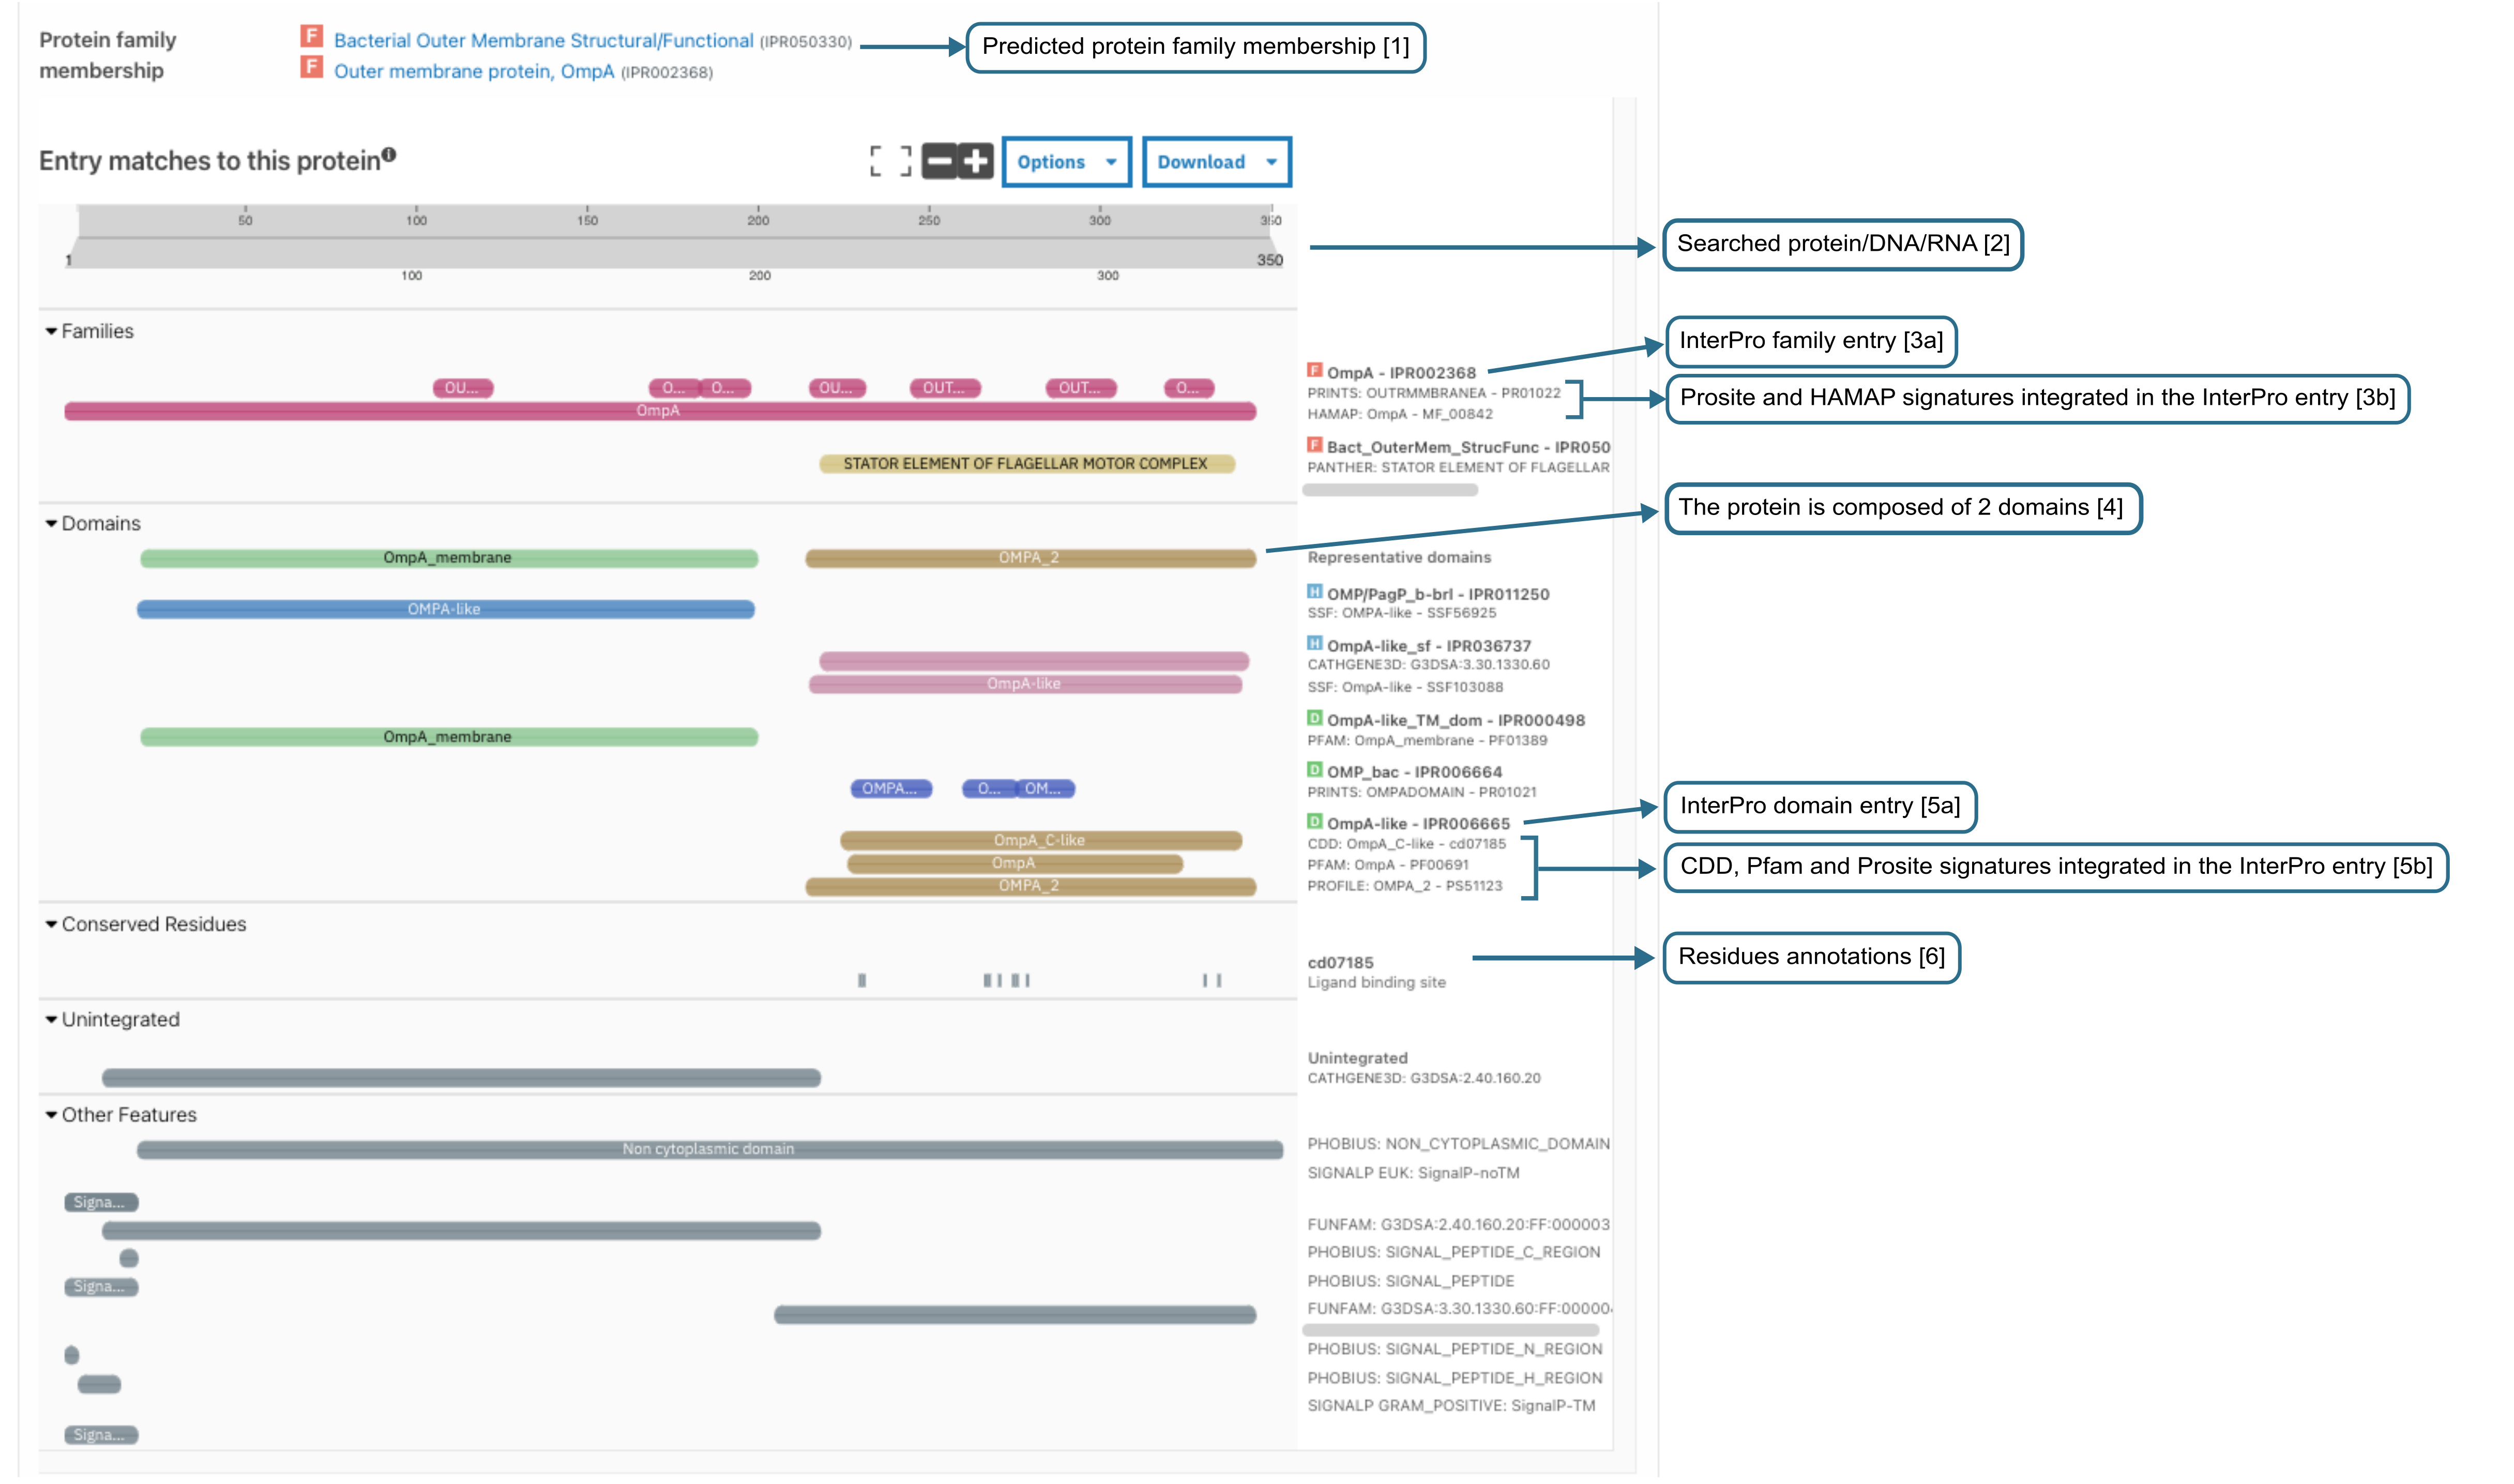 Protein family
membership
F Bacterial Outer Membrane Structural/Functional (IPR050330)
F Outer membrane protein, OmpA (IPR002368)
Predicted protein family membership [1]
Entry matches to this protein
Options
Download
50 100 150 200 250 300 350
1 350
100 200 300
Searched protein/DNA/RNA [2]
Families
OU... O... O... OU... OUT... OUT... O...
OmpA
F OmpA - IPR002368
PRINTS: OUTRMMBRANEA - PR01022
HAMAP: OmpA - MF_00842
InterPro family entry [3a]
Prosite and HAMAP signatures integrated in the InterPro entry [3b]
STATOR ELEMENT OF FLAGELLAR MOTOR COMPLEX
F Bact_OuterMem_StrucFunc - IPR050
PANTHER: STATOR ELEMENT OF FLAGELLAR
Domains
The protein is composed of 2 domains [4]
OmpA_membrane OMPA_2
Representative domains
OMPA-like
H OMP/PagP_b-brl - IPR011250
SSF: OMPA-like - SSF56925
H OmpA-like_sf - IPR036737
CATHGENE3D: G3DSA:3.30.1330.60
OmpA-like
SSF: OmpA-like - SSF103088
OmpA_membrane
D OmpA-like_TM_dom - IPR000498
PFAM: OmpA_membrane - PF01389
OMPA... O... OM...
D OMP_bac - IPR006664
PRINTS: OMPADOMAIN - PR01021
InterPro domain entry [5a]
D OmpA-like - IPR006665
OmpA_C-like
CDD: OmpA_C-like - cd07185
OmpA
PFAM: OmpA - PF00691
OMPA_2
PROFILE: OMPA_2 - PS51123
CDD, Pfam and Prosite signatures integrated in the InterPro entry [5b]
Conserved Residues
cd07185
Ligand binding site
Residues annotations [6]
Unintegrated
Unintegrated
CATHGENE3D: G3DSA:2.40.160.20
Other Features
Non cytoplasmic domain
PHOBIUS: NON_CYTOPLASMIC_DOMAIN
SIGNALP EUK: SignalP-noTM
Signa...
FUNFAM: G3DSA:2.40.160.20:FF:000003
PHOBIUS: SIGNAL_PEPTIDE_C_REGION
Signa...
PHOBIUS: SIGNAL_PEPTIDE
FUNFAM: G3DSA:3.30.1330.60:FF:00000
PHOBIUS: SIGNAL_PEPTIDE_N_REGION
PHOBIUS: SIGNAL_PEPTIDE_H_REGION
SIGNALP GRAM_POSITIVE: SignalP-TM
Signa...